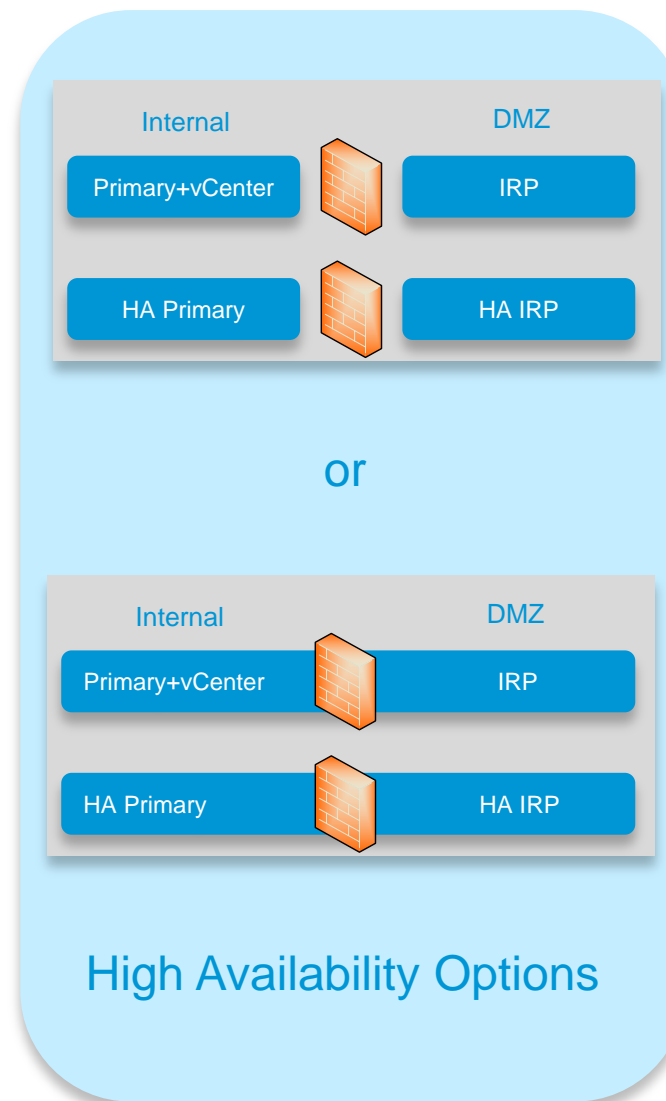 Internal DMZ
Primary+vCenter IRP
HA Primary HA IRP
or
Internal DMZ
Primary+vCenter IRP
HA Primary HA IRP
High Availability Options